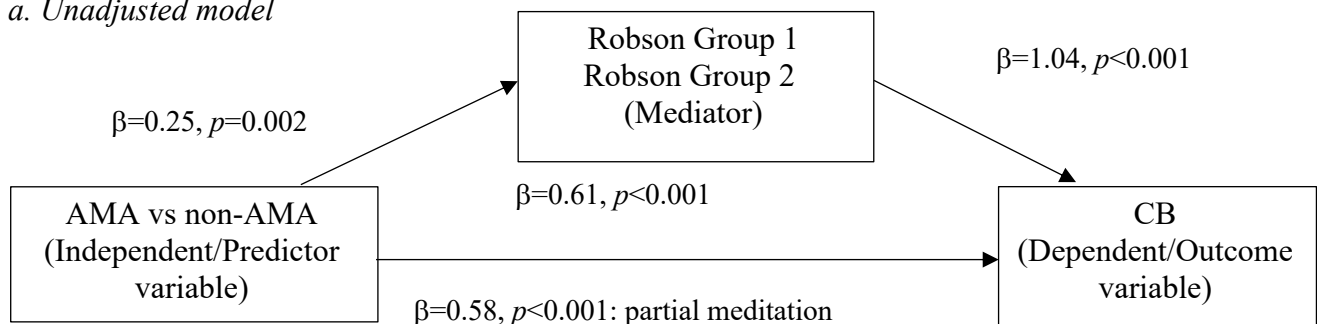 a. Unadjusted model
Robson Group 1
Robson Group 2
(Mediator)
β=1.04, p<0.001
β=0.25, p=0.002
β=0.61, p<0.001
AMA vs non-AMA
(Independent/Predictor
variable)
CB
(Dependent/Outcome
variable)
β=0.58, p<0.001: partial meditation